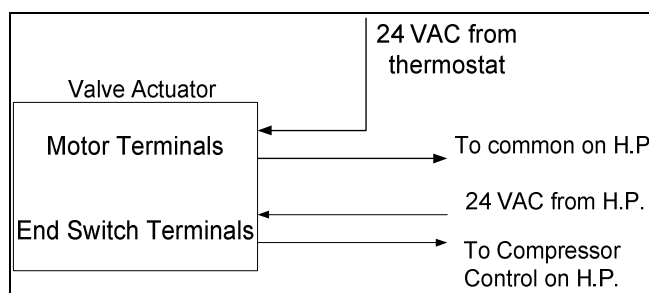 24 VAC from
thermostat
Valve Actuator
Motor Terminals
To common on H.P
24 VAC from H.P.
End Switch Terminals
To Compressor
Control on H.P.